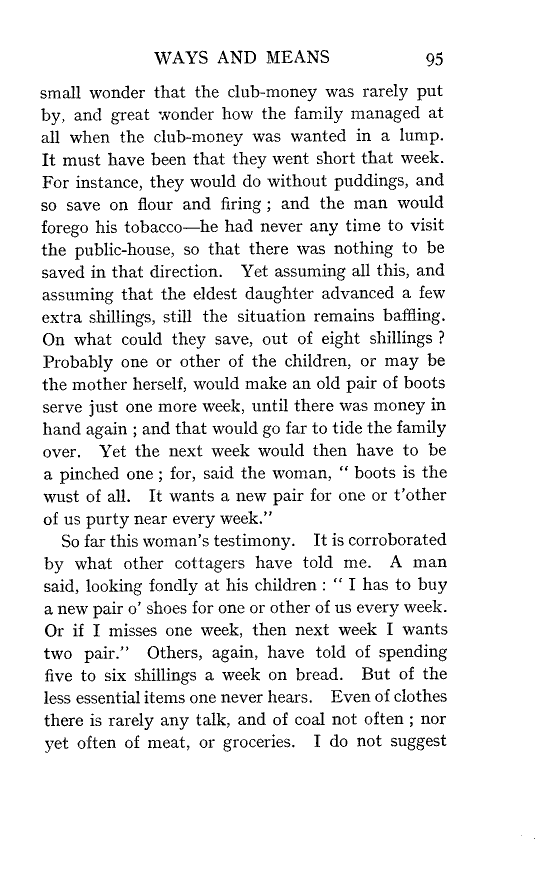 WAYS AND MEANS 95
small wonder that the club-money was rarely put
by, and great wonder how the family managed at
all when the club-money was wanted in a lump.
It must have been that they went short that week.
For instance, they would do without puddings, and
so save on flour and firing ; and the man would
forego his tobacco—he had never any time to visit
the public-house, so that there was nothing to be
saved in that direction. Yet assuming all this, and
assuming that the eldest daughter advanced a few
extra shillings, still the situation remains baffling.
On what could they save, out of eight shillings ?
Probably one or other of the children, or may be
the mother herself, would make an old pair of boots
serve just one more week, until there was money in
hand again ; and that would go far to tide the family
over. Yet the next week would then have to be
a pinched one ; for, said the woman, " boots is the
wust of all. It wants a new pair for one or t'other
of us purty near every week."
So far this woman's testimony. It is corroborated
by what other cottagers have told me. A man
said, looking fondly at his children : " I has to buy
a new pair o' shoes for one or other of us every week.
Or if I misses one week, then next week I wants
two pair." Others, again, have told of spending
five to six shillings a week on bread. But of the
less essential items one never hears. Even of clothes
there is rarely any talk, and of coal not often ; nor
yet often of meat, or groceries. I do not suggest